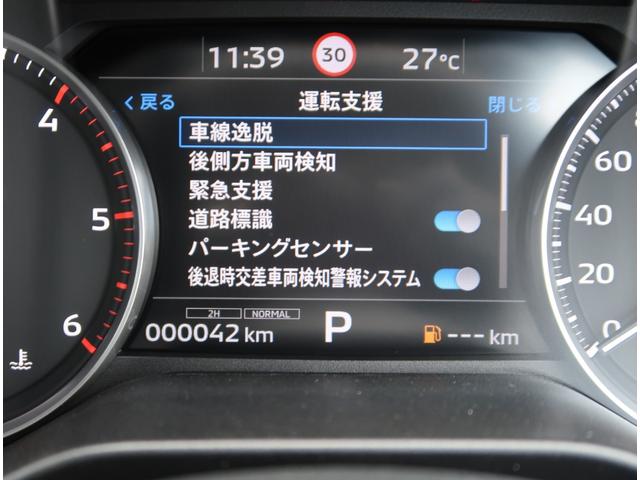 11:39 30 27℃
戻る 運転支援 閉じる
車線逸脱
後側方車両検知
緊急支援
道路標識
パーキングセンサー
後退時交差車両検知警報システム
2H NORMAL
000042 km P --- km
4
5
6
60
40
20
0